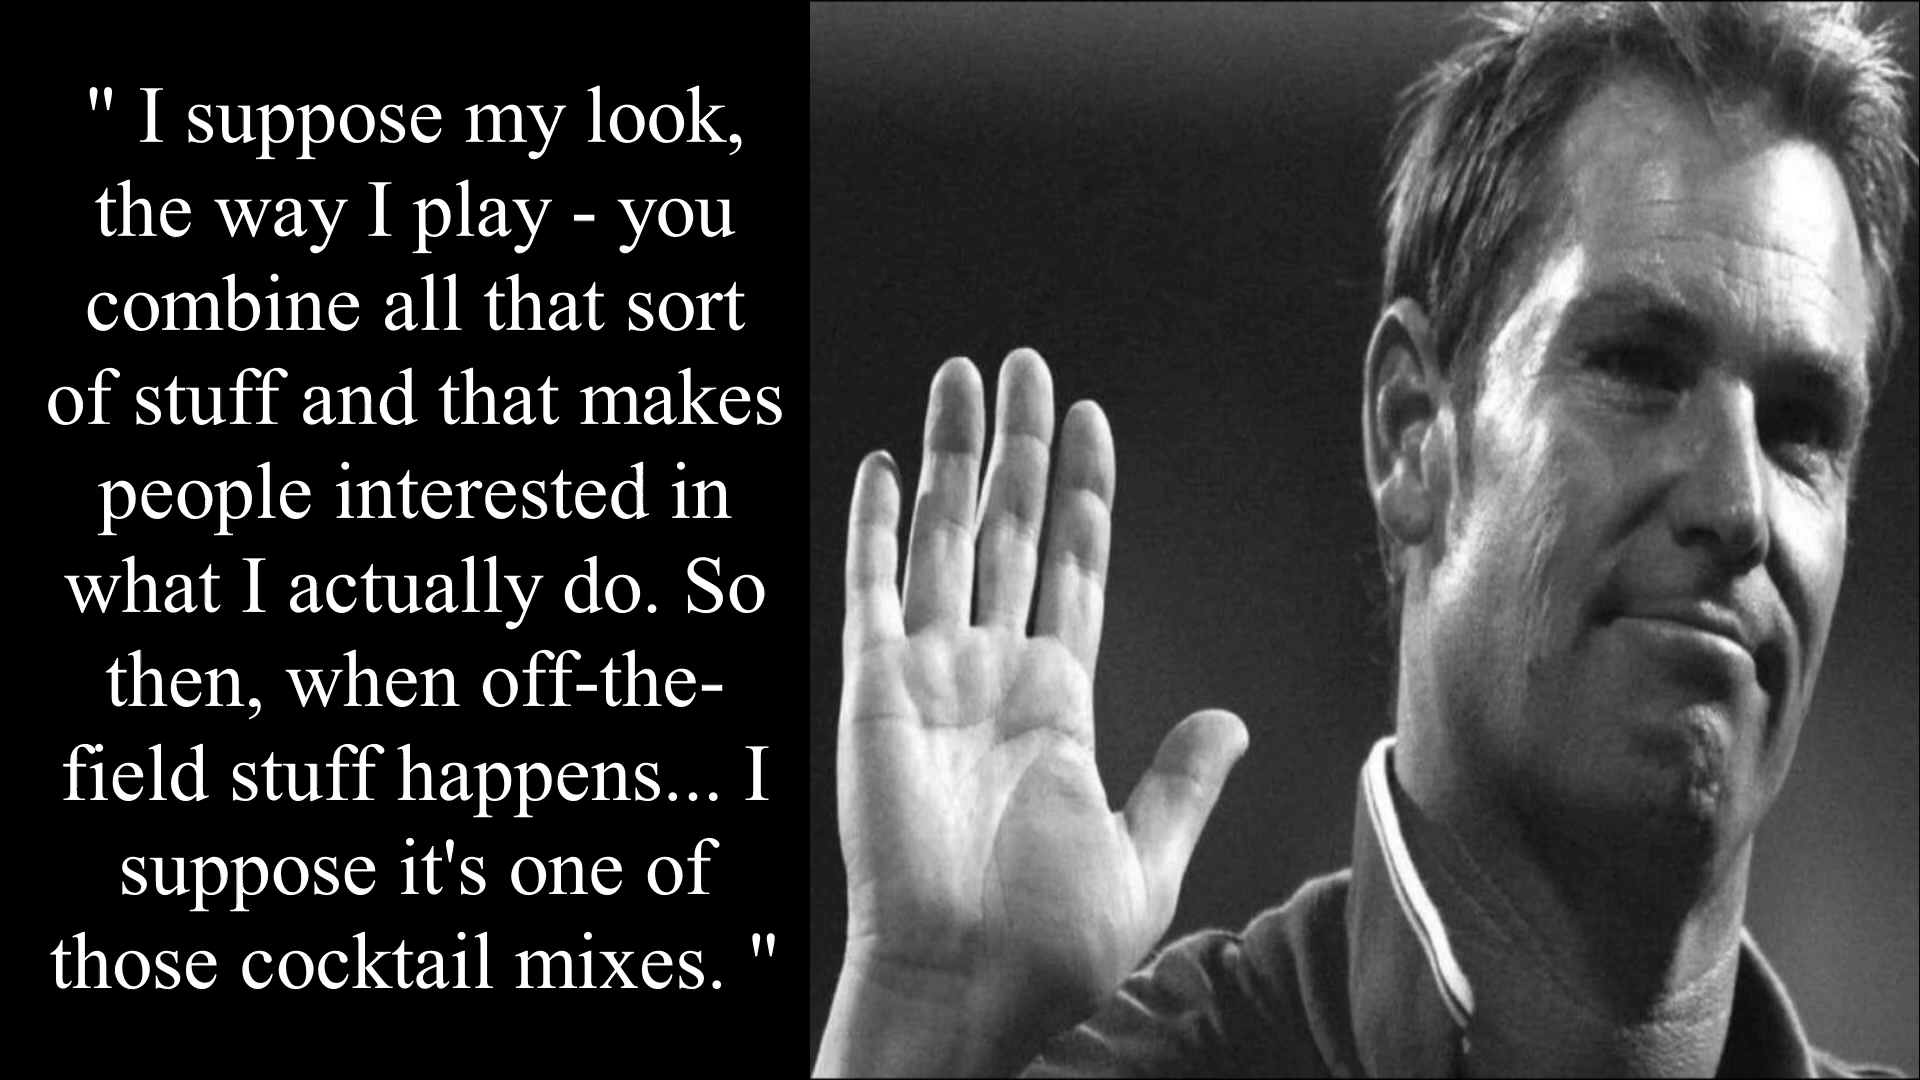 " I suppose my look,
the way I play - you
combine all that sort
of stuff and that makes
people interested in
what I actually do. So
then, when off-the-
field stuff happens... I
suppose it's one of
those cocktail mixes. "